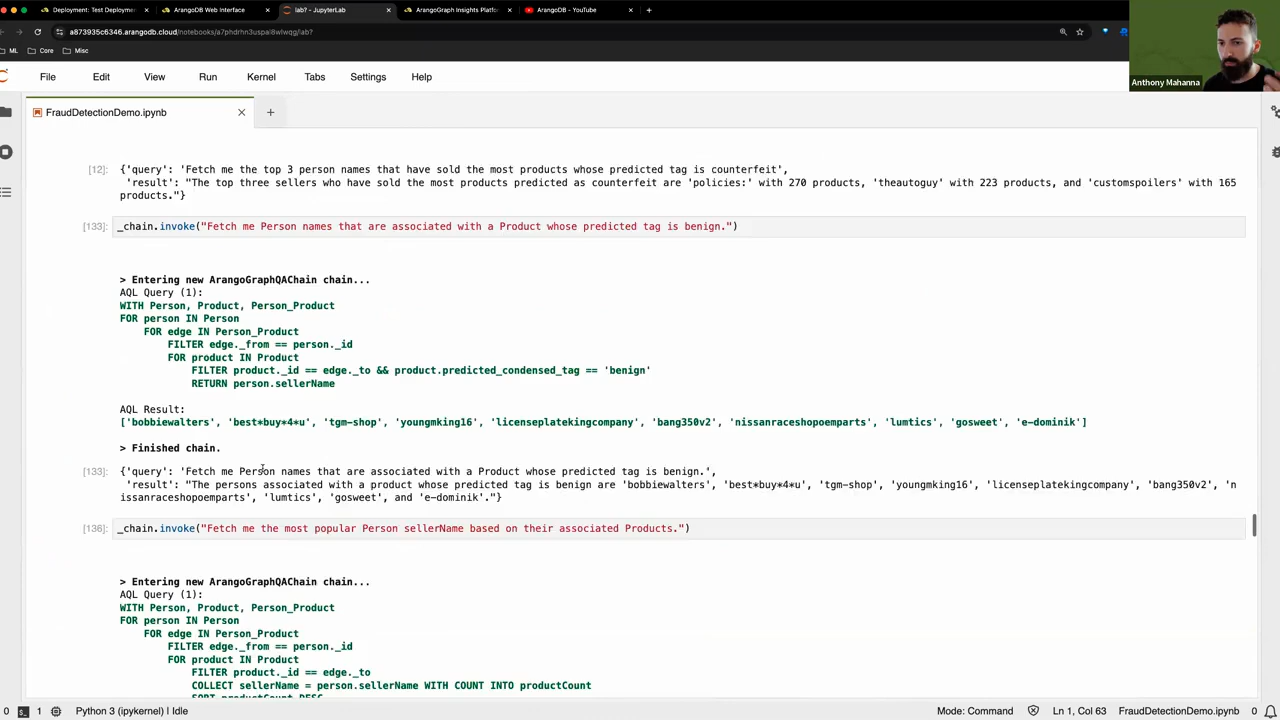 Deployment: Test Deployme
ArangoDB Web Interface
lab? - JupyterLab
ArangoGraph Insights Platfo
ArangoDB - YouTube
a873935c6346.arangodb.cloud/notebooks/a7phdrhn3uspai8wlwqg/lab?
ML
Core
Misc
Anthony Mahanna
File Edit View Run Kernel Tabs Settings Help
FraudDetectionDemo.ipynb
[12]: {'query': 'Fetch me the top 3 person names that have sold the most products whose predicted tag is counterfeit',
'result': "The top three sellers who have sold the most products predicted as counterfeit are 'policies:' with 270 products, 'theautoguy' with 223 products, and 'customspoilers' with 165
products."}
[133]: _chain.invoke("Fetch me Person names that are associated with a Product whose predicted tag is benign.")
> Entering new ArangoGraphQAChain chain...
AQL Query (1):
WITH Person, Product, Person_Product
FOR person IN Person
FOR edge IN Person_Product
FILTER edge._from == person._id
FOR product IN Product
FILTER product._id == edge._to && product.predicted_condensed_tag == 'benign'
RETURN person.sellerName
AQL Result:
['bobbiewalters', 'best*buy*4*u', 'tgm-shop', 'youngmking16', 'licenseplatekingcompany', 'bang350v2', 'nissanraceshopoemparts', 'lumtics', 'gosweet', 'e-dominik']
> Finished chain.
[133]: {'query': 'Fetch me Person names that are associated with a Product whose predicted tag is benign.',
'result': "The persons associated with a product whose predicted tag is benign are 'bobbiewalters', 'best*buy*4*u', 'tgm-shop', 'youngmking16', 'licenseplatekingcompany', 'bang350v2', 'n
issanraceshopoemparts', 'lumtics', 'gosweet', and 'e-dominik'."}
[136]: _chain.invoke("Fetch me the most popular Person sellerName based on their associated Products.")
> Entering new ArangoGraphQAChain chain...
AQL Query (1):
WITH Person, Product, Person_Product
FOR person IN Person
FOR edge IN Person_Product
FILTER edge._from == person._id
FOR product IN Product
FILTER product._id == edge._to
COLLECT sellerName = person.sellerName WITH COUNT INTO productCount
SORT productCount DESC
0 1 Python 3 (ipykernel) | Idle
Mode: Command Ln 1, Col 63 FraudDetectionDemo.ipynb 0